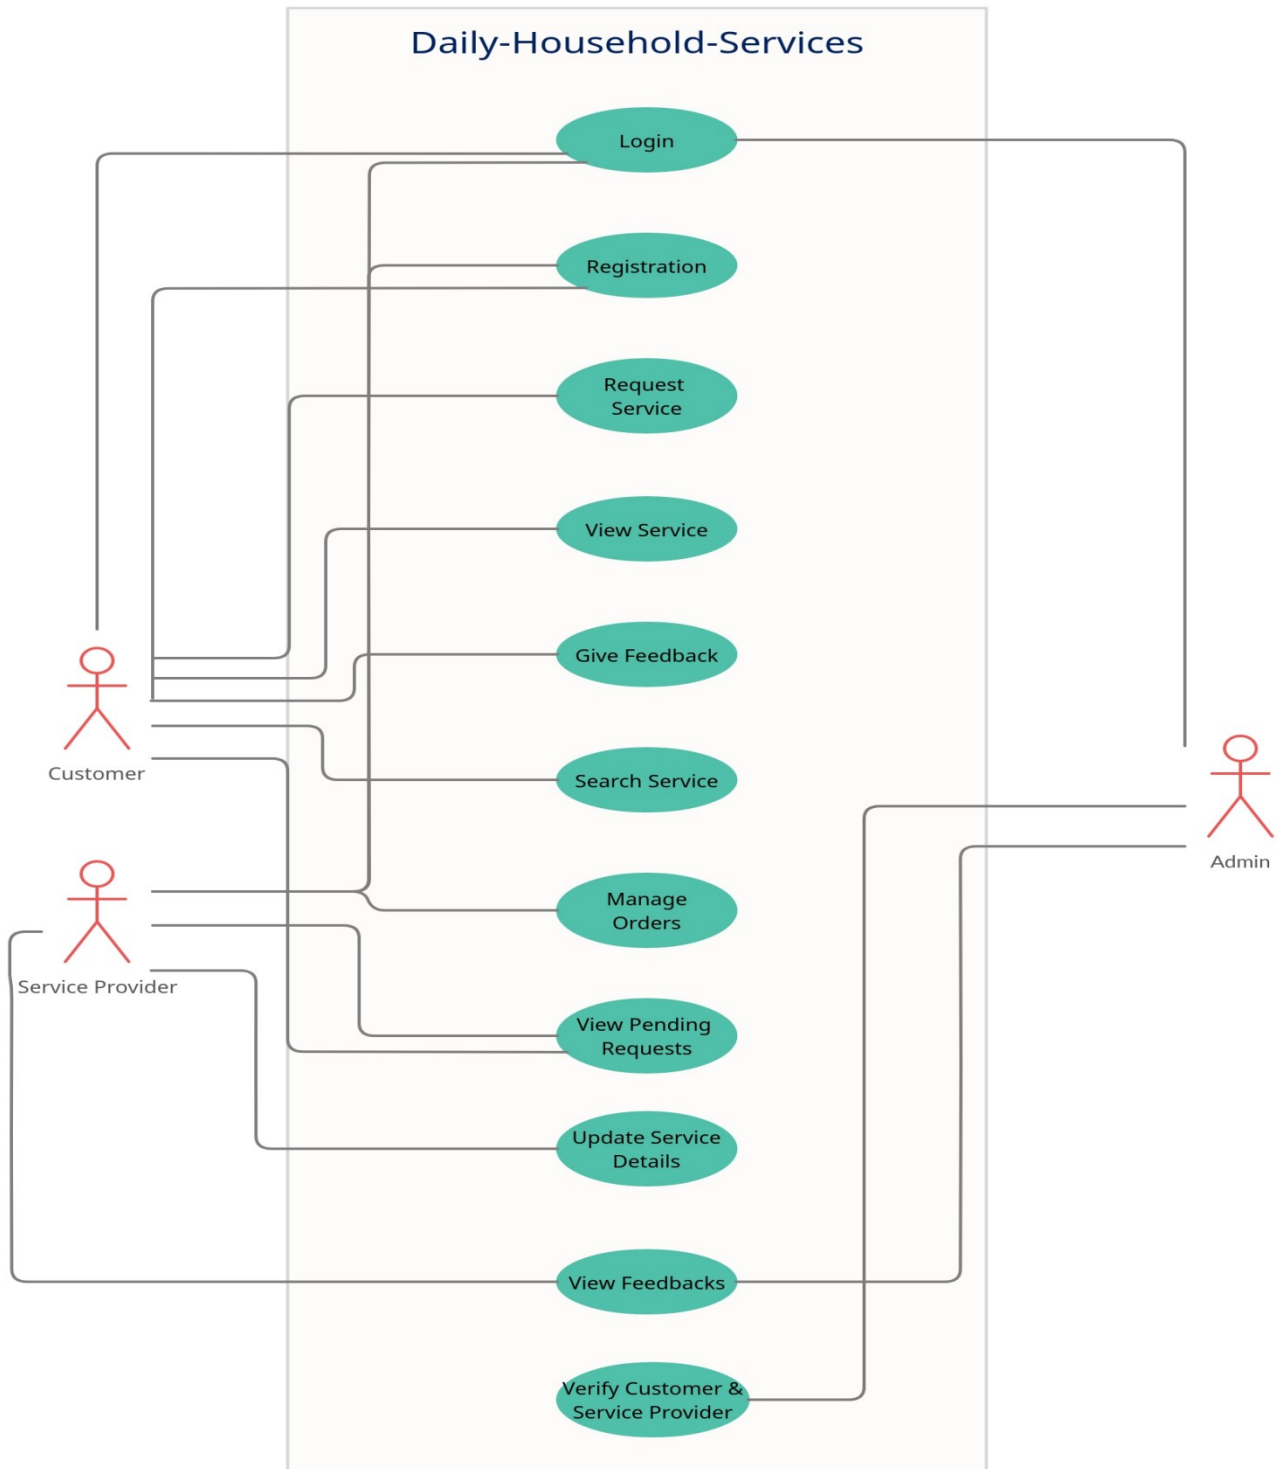 Daily-Household-Services
Login
Registration
Request
Service
View Service
Give Feedback
Search Service
Customer
Admin
Manage
Orders
Service Provider
View Pending
Requests
Update Service
Details
View Feedbacks
Verify Customer &
Service Provider